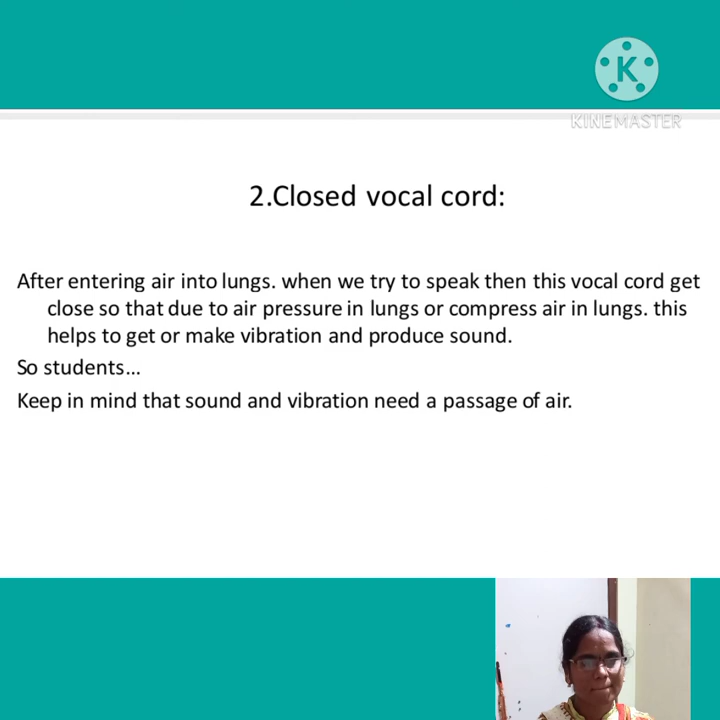 K
KINEMASTER
2.Closed vocal cord:
After entering air into lungs. when we try to speak then this vocal cord get
close so that due to air pressure in lungs or compress air in lungs. this
helps to get or make vibration and produce sound.
So students...
Keep in mind that sound and vibration need a passage of air.